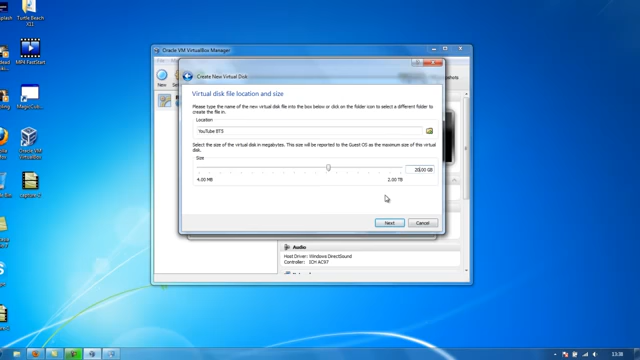 Turtle Beach
X11
MP4 FastStart
MagicCub...
Oracle VM
VirtualBox
caption-2
Oracle VM VirtualBox Manager
File
New
Create New Virtual Disk
Virtual disk file location and size
Please type the name of the new virtual disk file into the box below or click on the folder icon to select a different folder to
create the file in.
Location
YouTube BT5
Select the size of the virtual disk in megabytes. This size will be reported to the Guest OS as the maximum size of this virtual
disk.
Size
20.00 GB
4.00 MB
2.00 TB
Next
Cancel
Audio
Host Driver: Windows DirectSound
Controller: ICH AC97
13:38